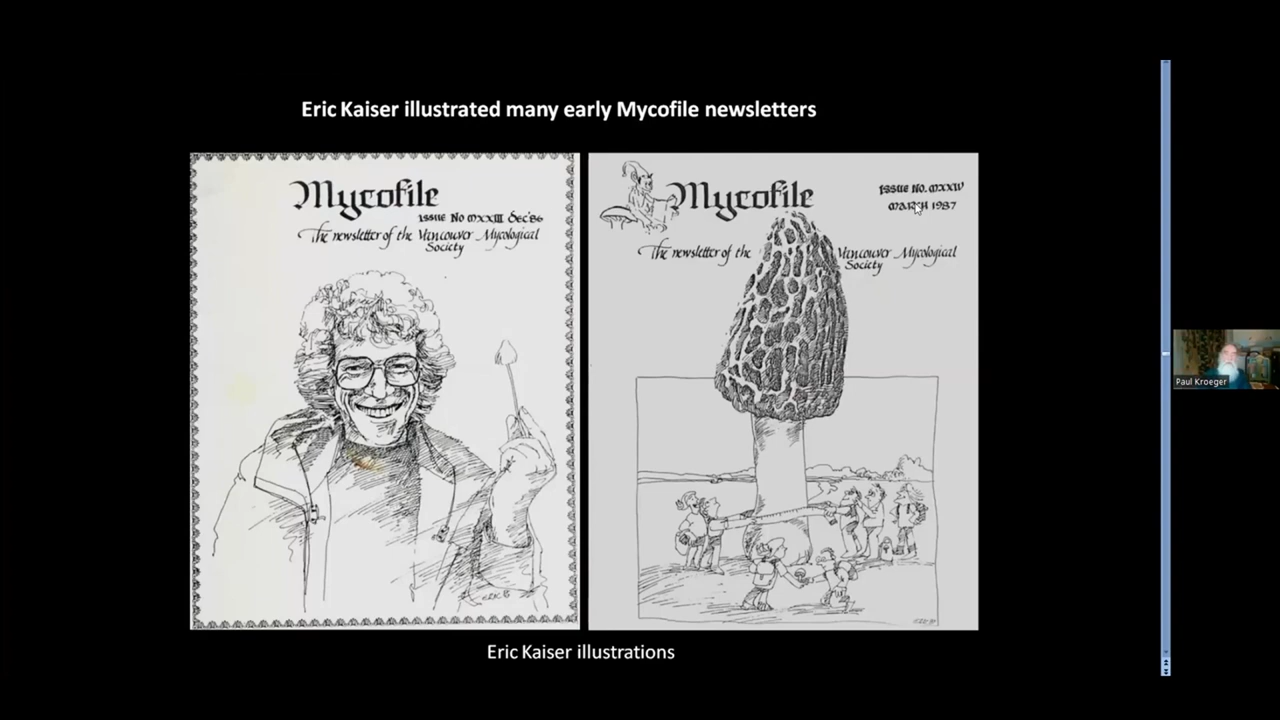 Eric Kaiser illustrated many early Mycofile newsletters
Mycofile
Issue No MXXIII Dec'86
The newsletter of the Vancouver Mycological
Society
ERIC
Mycofile
Issue No. MXXIV
MARCH 1987
The newsletter of the Vancouver Mycological
Society
Eric Kaiser illustrations
Paul Kroeger